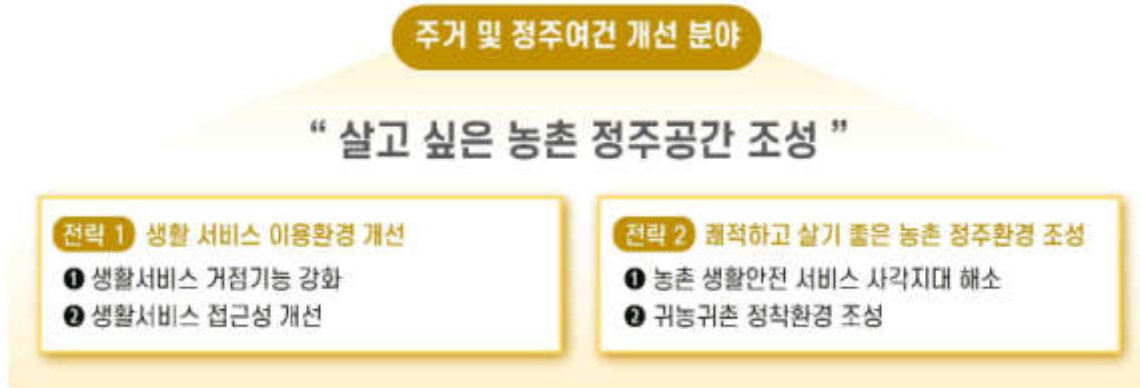 주거 및 정주여건 개선 분야
“ 살고 싶은 농촌 정주공간 조성 ”
전략 1 생활 서비스 이용환경 개선
❶ 생활서비스 거점기능 강화
❷ 생활서비스 접근성 개선
전략 2 쾌적하고 살기 좋은 농촌 정주환경 조성
❶ 농촌 생활안전 서비스 사각지대 해소
❷ 귀농귀촌 정착환경 조성